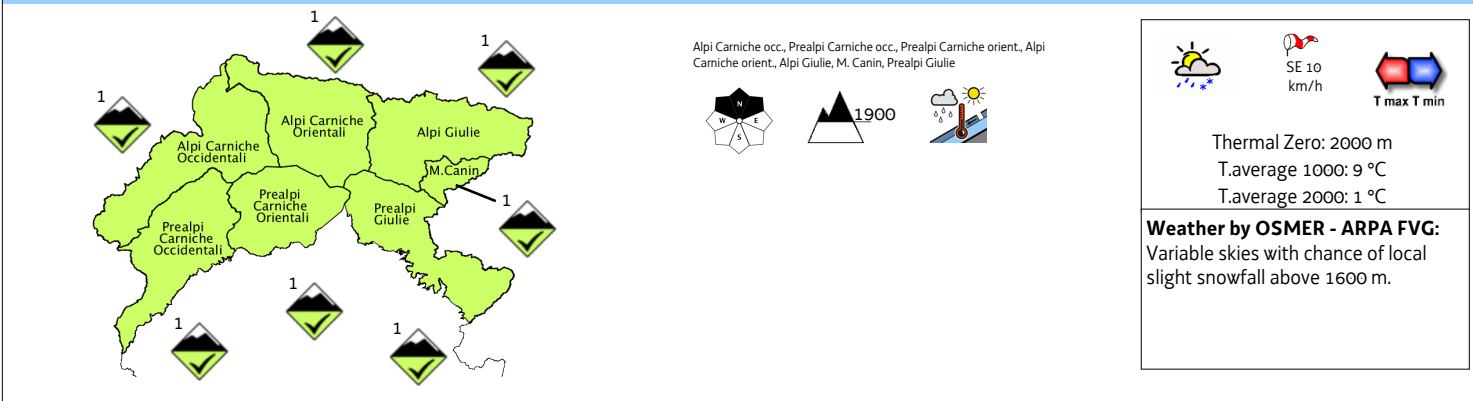 1
1
1
Alpi Carniche
Orientali
Alpi Giulie
Alpi Carniche
Occidentali
M.Canin
1
Prealpi
Carniche
Orientali
Prealpi
Giulie
Prealpi
Carniche
Occidentali
1
1
1
Alpi Carniche occ., Prealpi Carniche occ., Prealpi Carniche orient., Alpi
Carniche orient., Alpi Giulie, M. Canin, Prealpi Giulie
N
W E
S
1900
SE 10
km/h
T max T min
Thermal Zero: 2000 m
T.average 1000: 9 °C
T.average 2000: 1 °C
Weather by OSMER - ARPA FVG:
Variable skies with chance of local
slight snowfall above 1600 m.